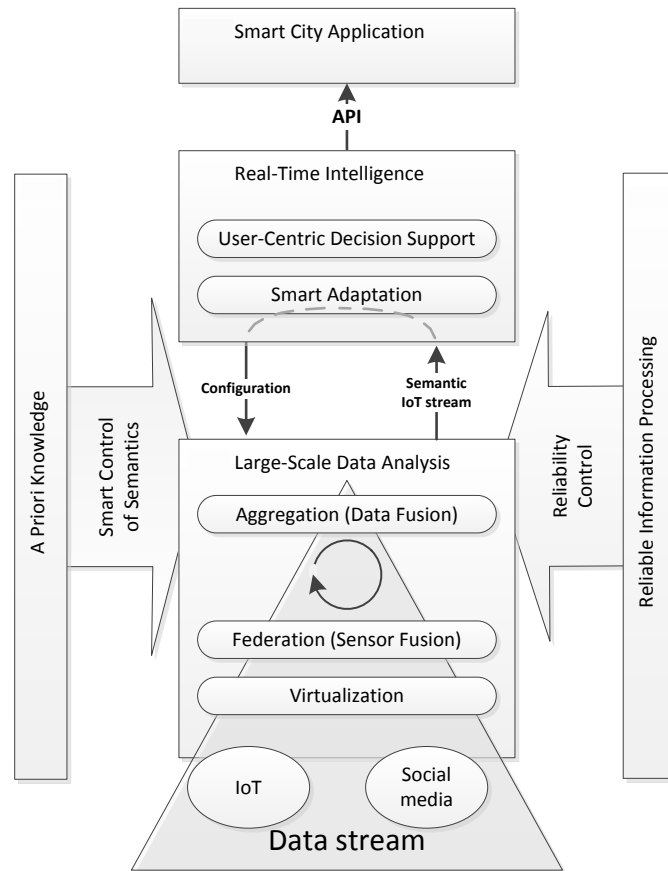 Smart City Application
API
Real-Time Intelligence
User-Centric Decision Support
Smart Adaptation
Configuration
Semantic
IoT stream
A Priori Knowledge
Smart Control
of Semantics
Large-Scale Data Analysis
Aggregation (Data Fusion)
Federation (Sensor Fusion)
Virtualization
Reliability
Control
Reliable Information Processing
IoT
Social
media
Data stream